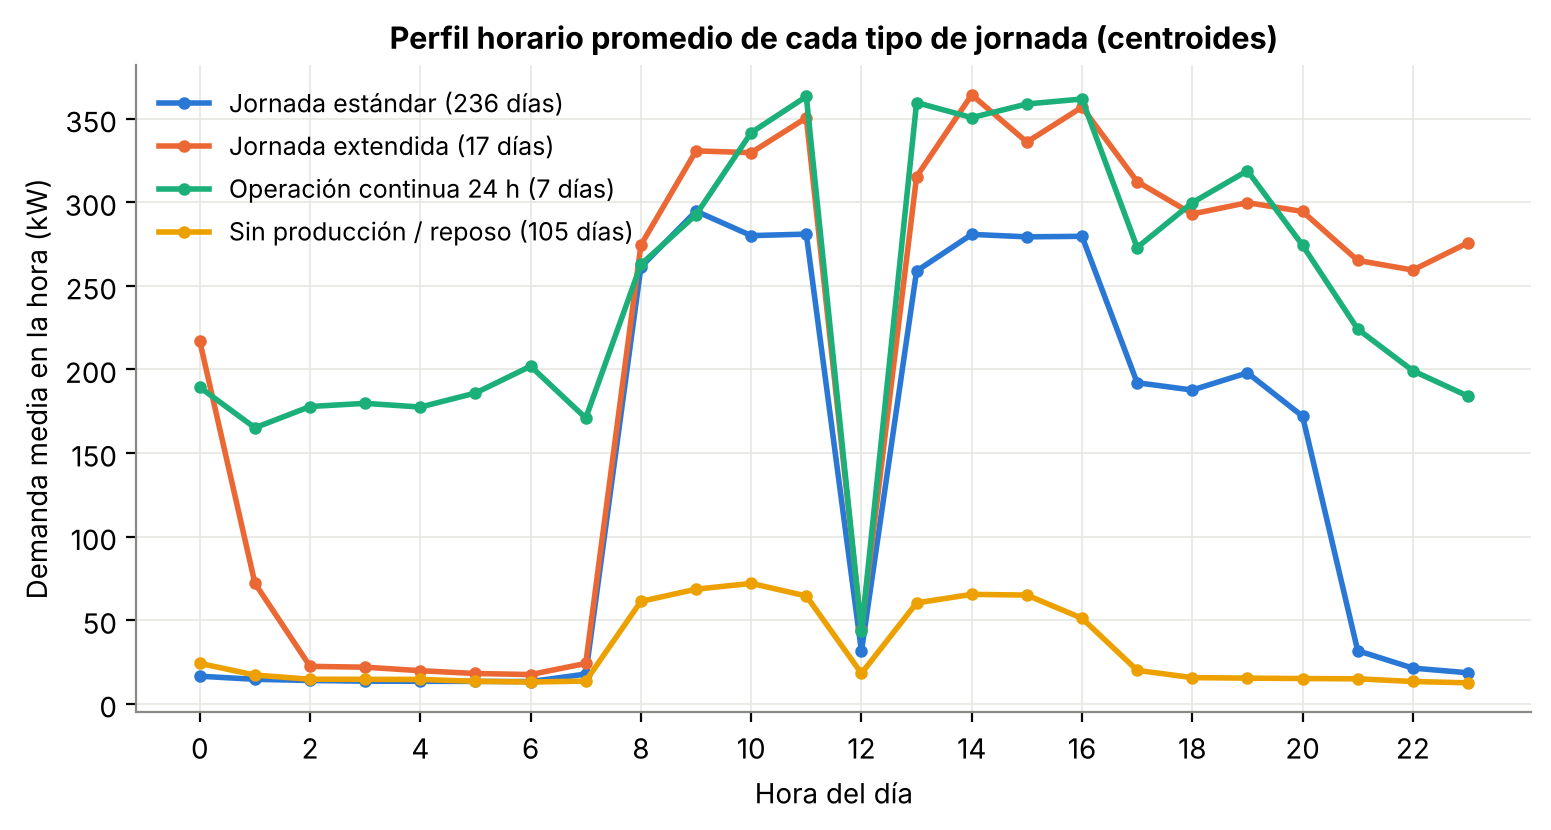 Perfil horario promedio de cada tipo de jornada (centroides)
Jornada estándar (236 días)
Jornada extendida (17 días)
Operación continua 24 h (7 días)
Sin producción / reposo (105 días)
Demanda media en la hora (kW)
350
300
250
200
150
100
50
0
0 2 4 6 8 10 12 14 16 18 20 22
Hora del día